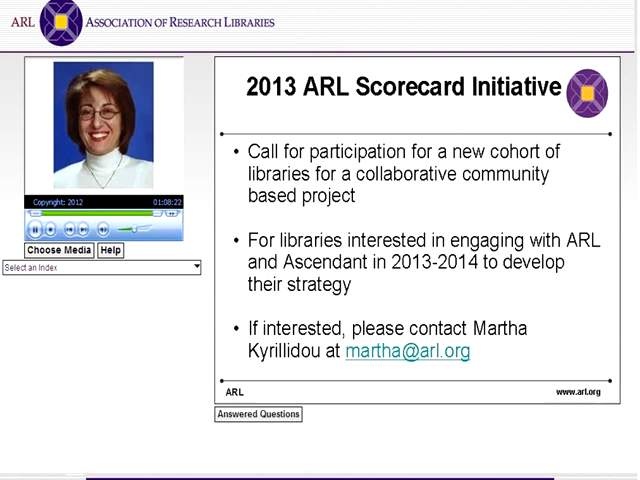 ARL ASSOCIATION OF RESEARCH LIBRARIES
Copyright: 2012 01:08:22
Choose Media Help
Select an Index
2013 ARL Scorecard Initiative
• Call for participation for a new cohort of
libraries for a collaborative community
based project
• For libraries interested in engaging with ARL
and Ascendant in 2013-2014 to develop
their strategy
• If interested, please contact Martha
Kyrillidou at martha@arl.org
ARL www.arl.org
Answered Questions